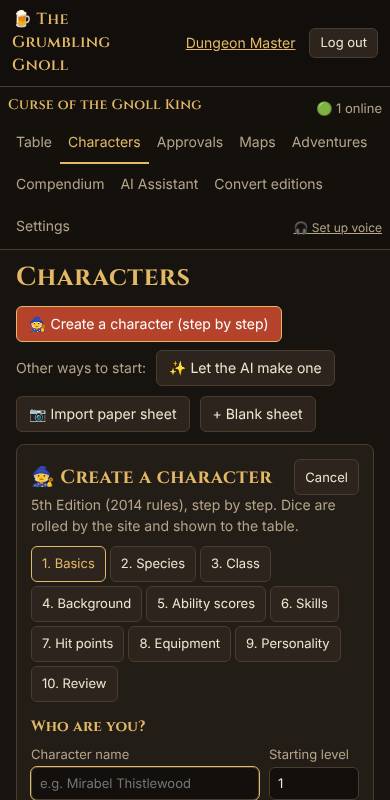 🍺 The
Grumbling
Gnoll
Dungeon Master
Log out
Curse of the Gnoll King
🟢 1 online
Table Characters Approvals Maps Adventures
Compendium AI Assistant Convert editions
Settings
🎧 Set up voice
Characters
🧙 Create a character (step by step)
Other ways to start: ✨ Let the AI make one
📷 Import paper sheet + Blank sheet
🧙 Create a character
Cancel
5th Edition (2014 rules), step by step. Dice are
rolled by the site and shown to the table.
1. Basics 2. Species 3. Class
4. Background 5. Ability scores 6. Skills
7. Hit points 8. Equipment 9. Personality
10. Review
Who are you?
Character name Starting level
e.g. Mirabel Thistlewood 1